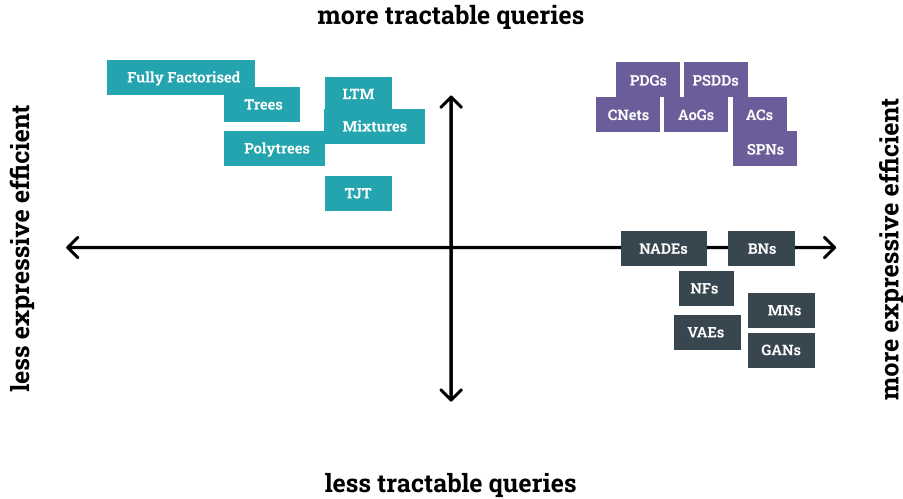 more tractable queries
Fully Factorised
Trees
LTM
Mixtures
Polytrees
TJT
PDGs
PSDDs
CNets
AoGs
ACs
SPNs
less expressive efficient
more expressive efficient
NADEs
BNs
NFs
MNs
VAEs
GANs
less tractable queries